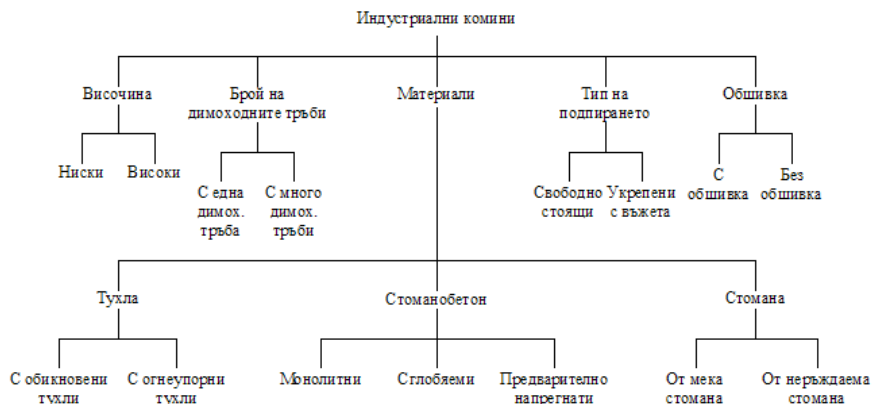 Индустриални комини
Височина
Брой на
димоходните тръби
Материали
Тип на
подпирането
Обшивка
Ниски
Високи
С една
димох.
тръба
С много
димох.
тръби
Свободно
стоящи
Укрепени
с въжета
С
обшивка
Без
обшивка
Тухла
Стоманобетон
Стомана
С обикновени
тухли
С огнеупорни
тухли
Монолитни
Сглобяеми
Предварително
напрегнати
От мека
стомана
От неръждаема
стомана